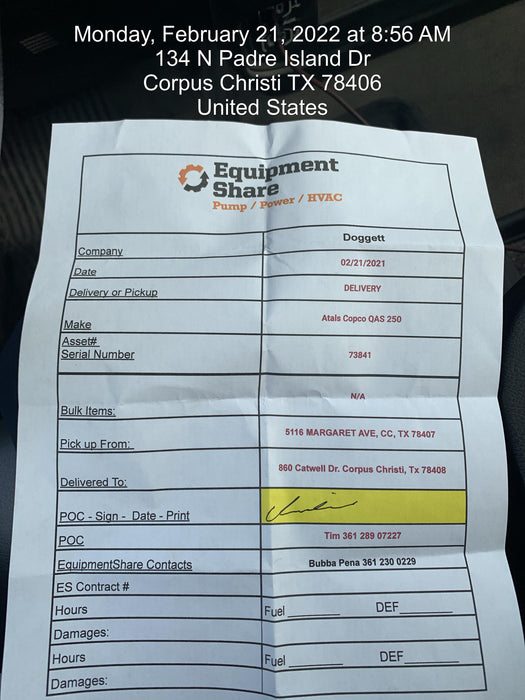 Monday, February 21, 2022 at 8:56 AM
134 N Padre Island Dr
Corpus Christi TX 78406
United States
Equipment
Share
Pump / Power / HVAC
Company Doggett
Date 02/21/2021
Delivery or Pickup DELIVERY
Make Atals Copco QAS 250
Asset#
Serial Number 73841
Bulk Items: N/A
Pick up From: 5116 MARGARET AVE, CC, TX 78407
Delivered To: 860 Catwell Dr. Corpus Christi, Tx 78408
POC - Sign - Date - Print
POC Tim 361 289 07227
EquipmentShare Contacts Bubba Pena 361 230 0229
ES Contract #
Hours Fuel ________ DEF ________
Damages:
Hours Fuel ________ DEF ________
Damages: